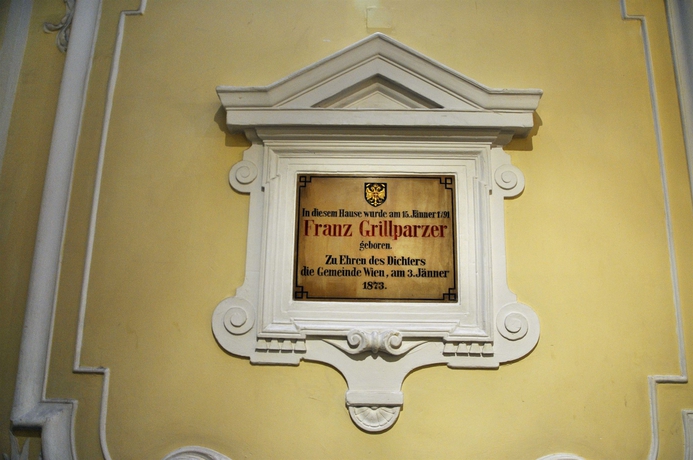 In diesem Hause wurde am 15. Jänner 1791
Franz Grillparzer
geboren.
Zu Ehren des Dichters
die Gemeinde Wien, am 3. Jänner
1873.